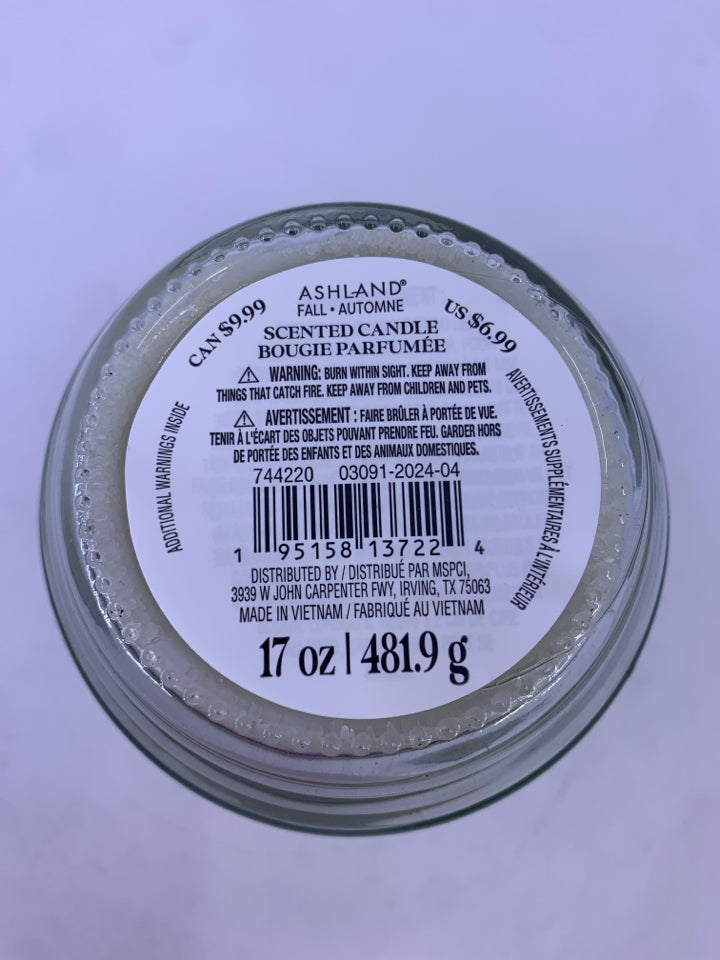 ASHLAND®
FALL • AUTOMNE
CAN $9.99
US $6.99
SCENTED CANDLE
BOUGIE PARFUMÉE
⚠ WARNING: BURN WITHIN SIGHT. KEEP AWAY FROM
THINGS THAT CATCH FIRE. KEEP AWAY FROM CHILDREN AND PETS.
⚠ AVERTISSEMENT : FAIRE BRÛLER À PORTÉE DE VUE.
TENIR À L'ÉCART DES OBJETS POUVANT PRENDRE FEU. GARDER HORS
DE PORTÉE DES ENFANTS ET DES ANIMAUX DOMESTIQUES.
ADDITIONAL WARNINGS INSIDE
AVERTISSEMENTS SUPPLÉMENTAIRES À L'INTÉRIEUR
744220 03091-2024-04
1 95158 13722 4
DISTRIBUTED BY / DISTRIBUÉ PAR MSPCI,
3939 W JOHN CARPENTER FWY, IRVING, TX 75063
MADE IN VIETNAM / FABRIQUÉ AU VIETNAM
17 oz | 481.9 g